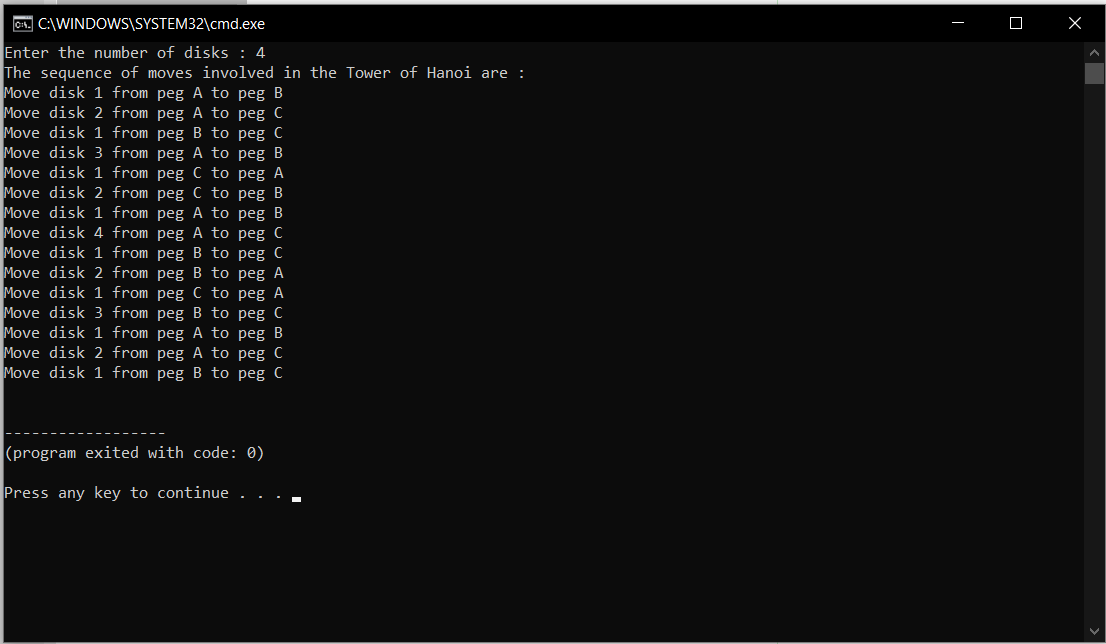 C:\WINDOWS\SYSTEM32\cmd.exe
Enter the number of disks : 4
The sequence of moves involved in the Tower of Hanoi are :
Move disk 1 from peg A to peg B
Move disk 2 from peg A to peg C
Move disk 1 from peg B to peg C
Move disk 3 from peg A to peg B
Move disk 1 from peg C to peg A
Move disk 2 from peg C to peg B
Move disk 1 from peg A to peg B
Move disk 4 from peg A to peg C
Move disk 1 from peg B to peg C
Move disk 2 from peg B to peg A
Move disk 1 from peg C to peg A
Move disk 3 from peg B to peg C
Move disk 1 from peg A to peg B
Move disk 2 from peg A to peg C
Move disk 1 from peg B to peg C
------------------
(program exited with code: 0)
Press any key to continue . . .